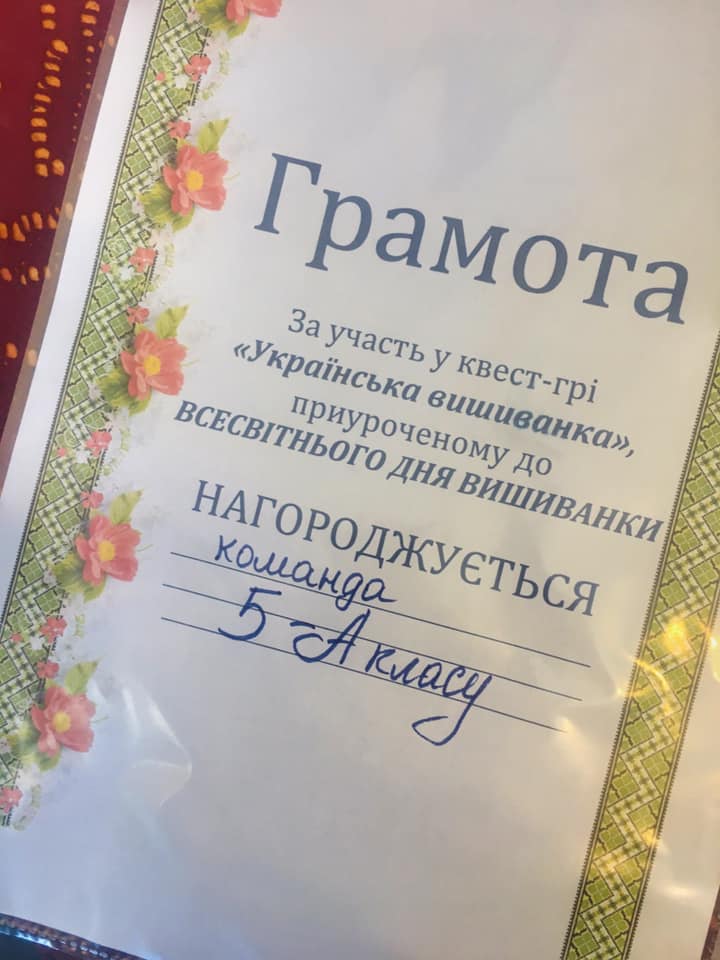 Грамота
За участь у квест-грі
«Українська вишиванка»,
приуроченому до
ВСЕСВІТНЬОГО ДНЯ ВИШИВАНКИ
НАГОРОДЖУЄТЬСЯ
команда
5-А класу